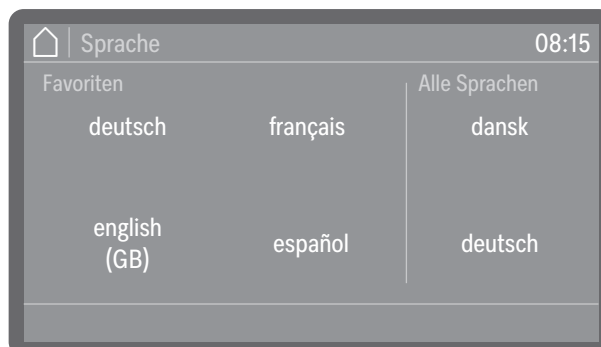 Sprache 08:15
Favoriten Alle Sprachen
deutsch français dansk
english
(GB) español deutsch